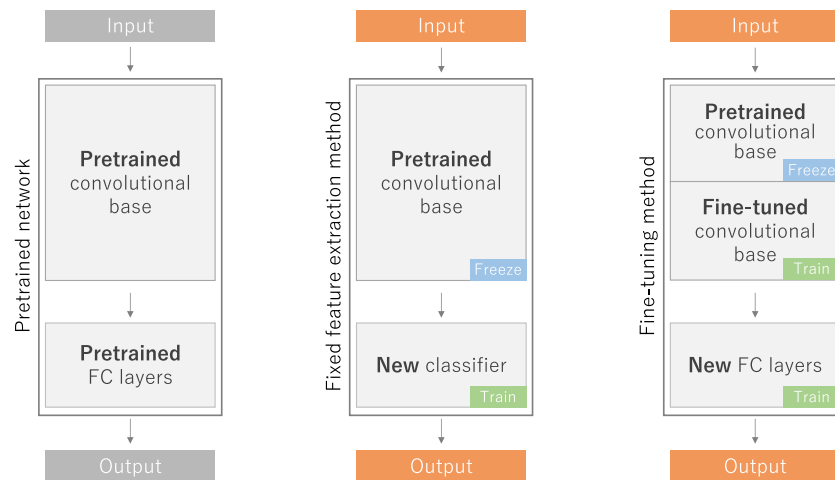 Input
Pretrained network
Pretrained
convolutional
base
Pretrained
FC layers
Output
Input
Fixed feature extraction method
Pretrained
convolutional
base
Freeze
New classifier
Train
Output
Input
Fine-tuning method
Pretrained
convolutional
base
Freeze
Fine-tuned
convolutional
base
Train
New FC layers
Train
Output